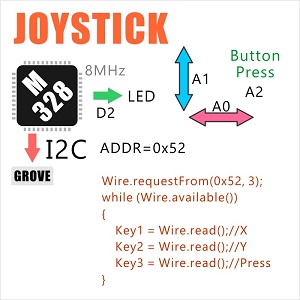 JOYSTICK
M
328
8MHz
LED
D2
A1
A0
Button
Press
A2
I2C
ADDR=0x52
GROVE
Wire.requestFrom(0x52, 3);
while (Wire.available())
{
Key1 = Wire.read();//X
Key2 = Wire.read();//Y
Key3 = Wire.read();//Press
}